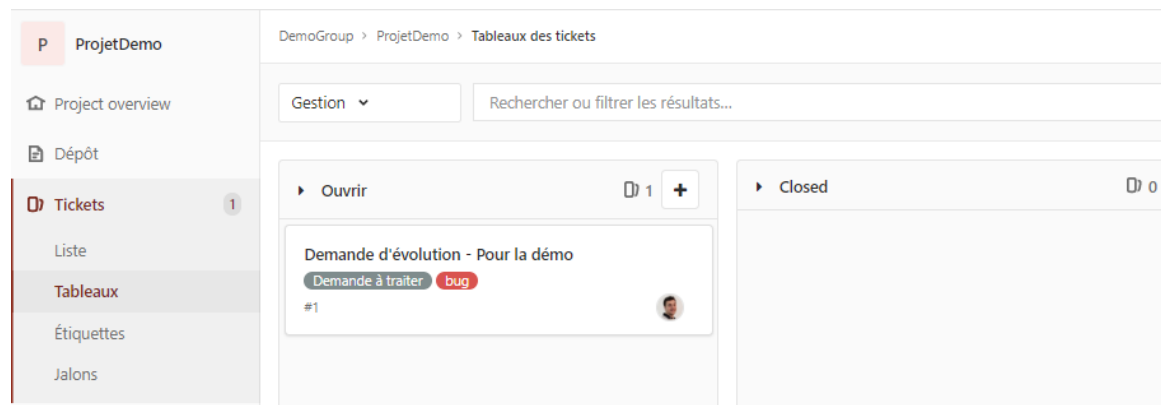 P ProjetDemo
DemoGroup > ProjetDemo > Tableaux des tickets
Project overview
Gestion
Rechercher ou filtrer les résultats...
Dépôt
Tickets 1
Liste
Tableaux
Étiquettes
Jalons
Ouvrir 1 +
Demande d'évolution - Pour la démo
Demande à traiter bug
#1
Closed 0